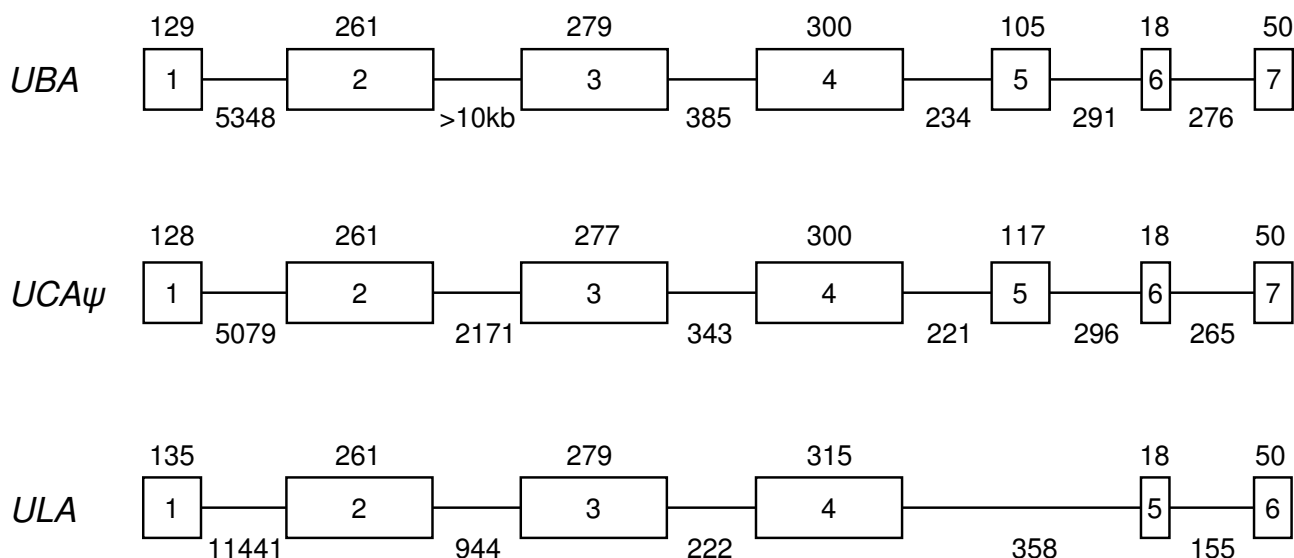 129 261 279 300 105 18 50
UBA 1 2 3 4 5 6 7
5348 >10kb 385 234 291 276
128 261 277 300 117 18 50
UCAψ 1 2 3 4 5 6 7
5079 2171 343 221 296 265
135 261 279 315 18 50
ULA 1 2 3 4 5 6
11441 944 222 358 155